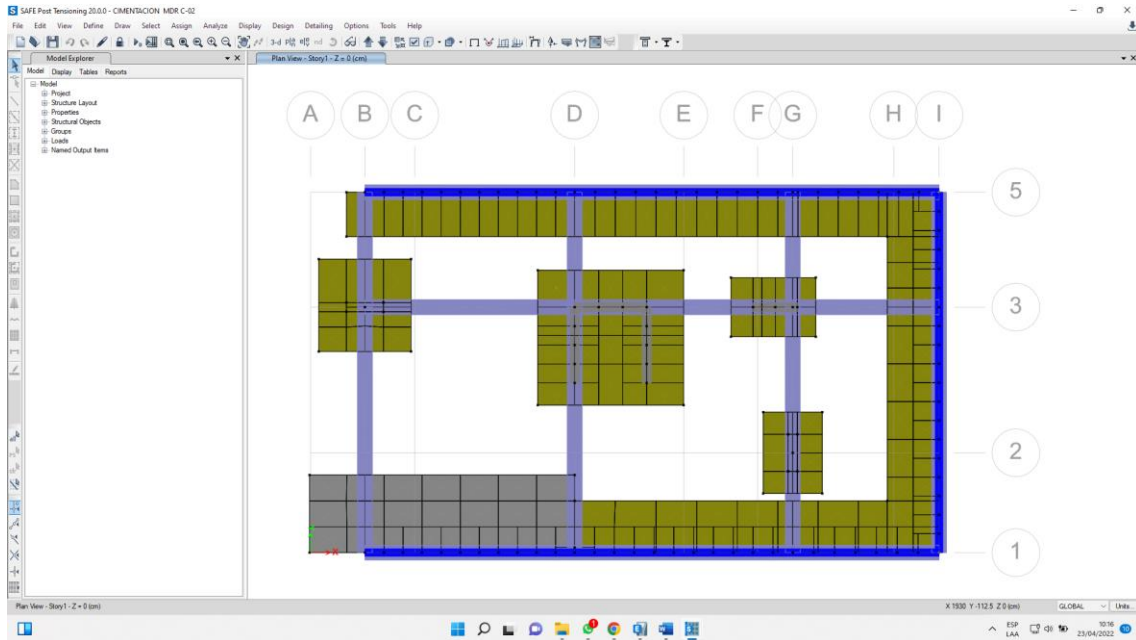 SAFE Post Tensioning 20.0.0 - CIMENTACION MDR C-02
File Edit View Define Draw Select Assign Analyze Display Design Detailing Options Tools Help
Model Explorer
Plan View - Story1 - Z = 0 (cm)
Model Display Tables Reports
Model
Project
Structure Layout
Properties
Structural Objects
Groups
Loads
Named Output Items
A B C D E F G H I
5
3
2
1
X
Plan View - Story1 - Z = 0 (cm)
X 1930 Y -112.5 Z 0 (cm)
GLOBAL
Units...
ESP
LAA
10:16
23/04/2022